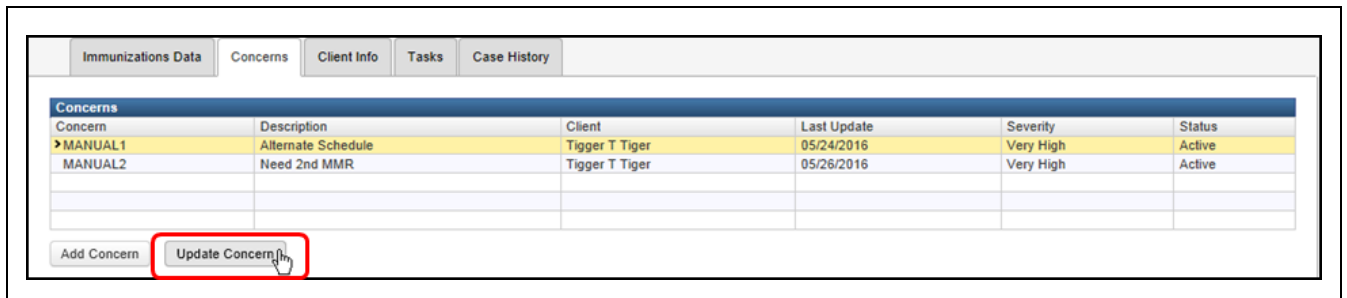 Immunizations Data Concerns Client Info Tasks Case History
Concerns
Concern Description Client Last Update Severity Status
MANUAL1 Alternate Schedule Tigger T Tiger 05/24/2016 Very High Active
MANUAL2 Need 2nd MMR Tigger T Tiger 05/26/2016 Very High Active
Add Concern Update Concern